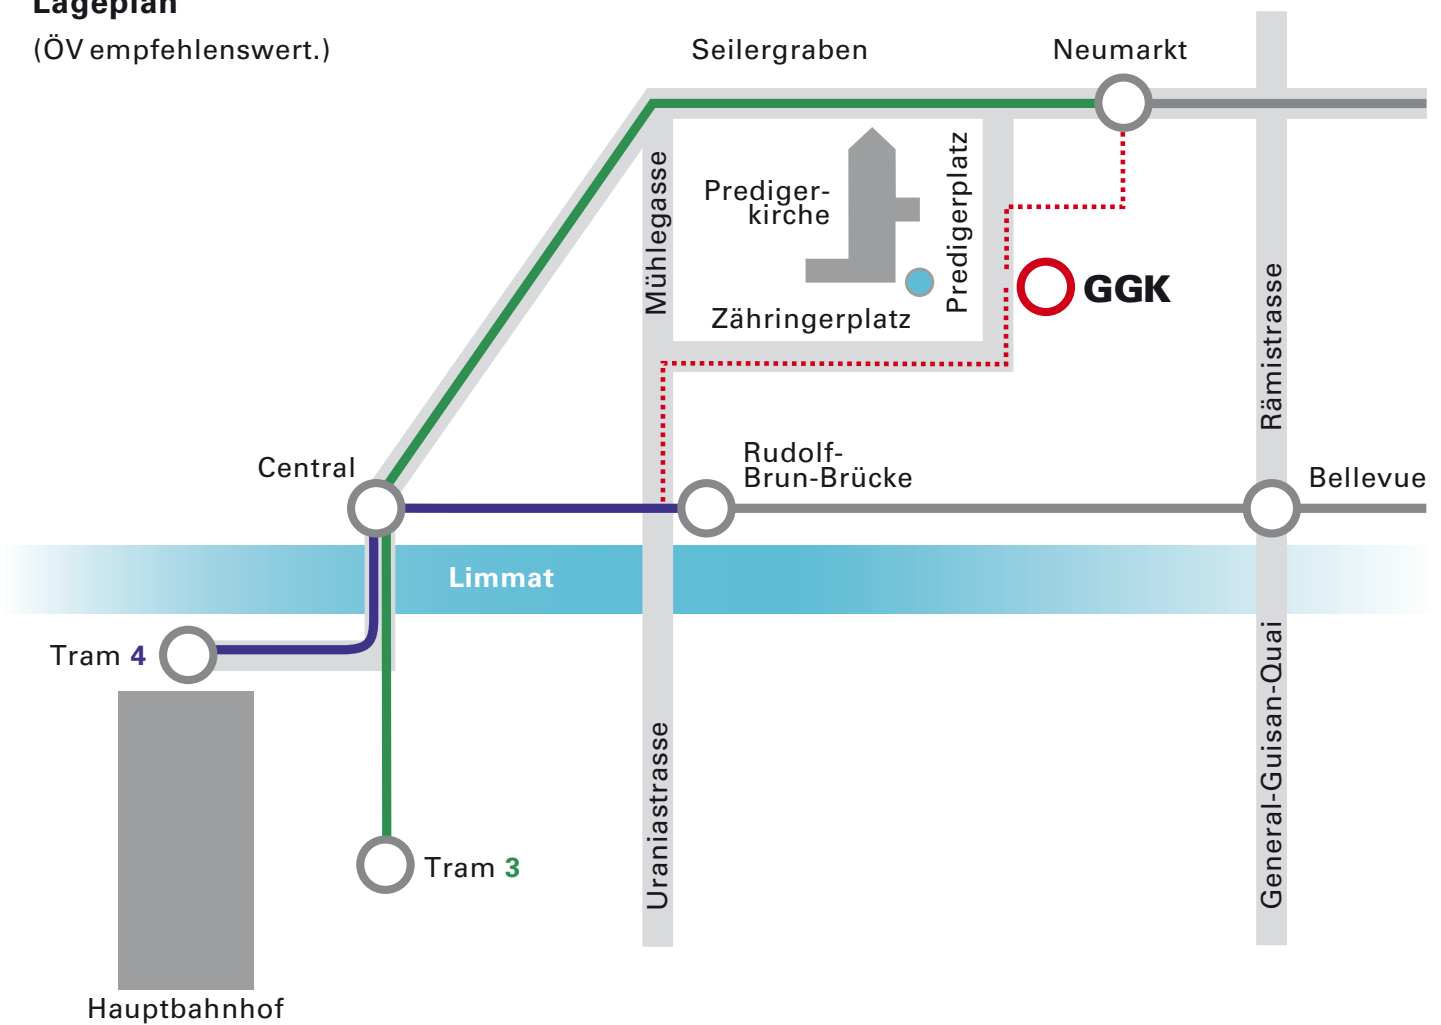 Lageplan
(ÖV empfehlenswert.)
Seilergraben
Neumarkt
Mühlegasse
Prediger-
kirche
Predigerplatz
Zähringerplatz
GGK
Rämistrasse
Central
Rudolf-
Brun-Brücke
Bellevue
Limmat
Tram 4
Uraniastrasse
General-Guisan-Quai
Tram 3
Hauptbahnhof